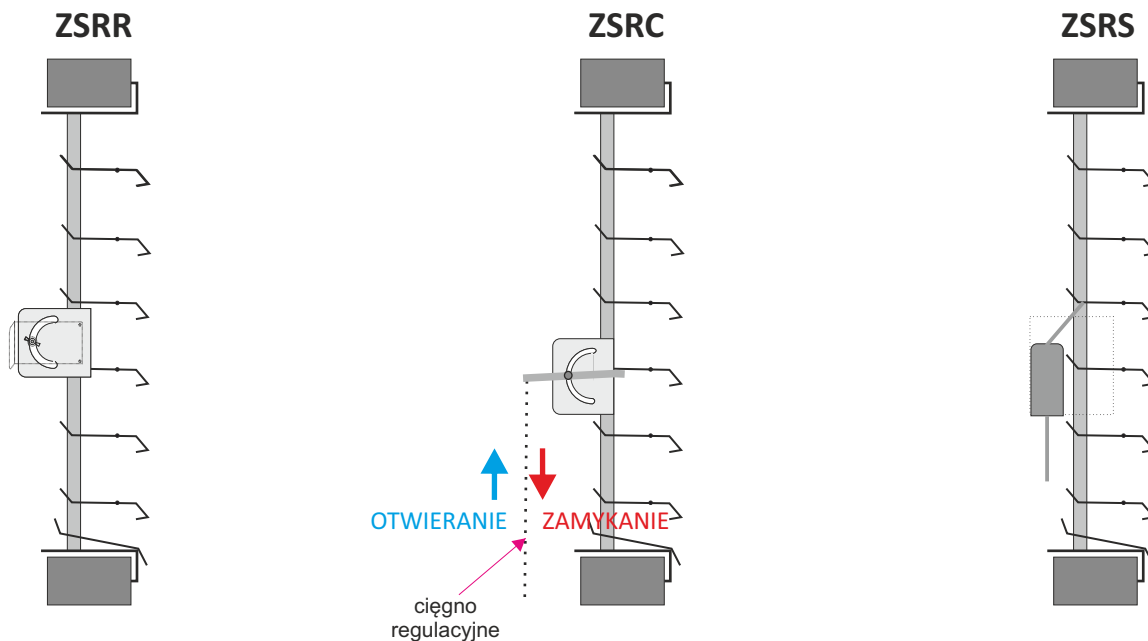 ZSRR
ZSRC
ZSRS
OTWIERANIE
ZAMYKANIE
cięgno
regulacyjne